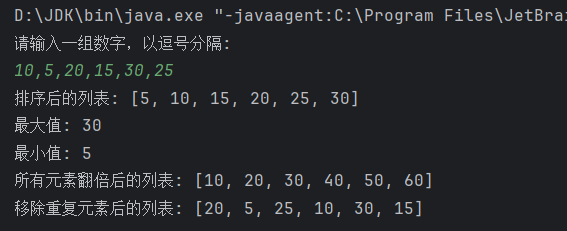 D:\JDK\bin\java.exe "-javaagent:C:\Program Files\JetBrai
请输入一组数字，以逗号分隔：
10,5,20,15,30,25
排序后的列表: [5, 10, 15, 20, 25, 30]
最大值: 30
最小值: 5
所有元素翻倍后的列表: [10, 20, 30, 40, 50, 60]
移除重复元素后的列表: [20, 5, 25, 10, 30, 15]